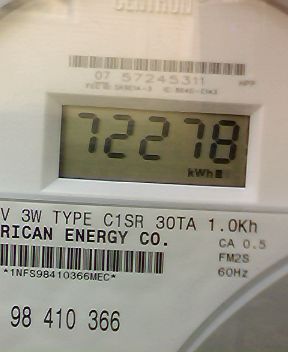 CENTRON
07 57245311
72278
kWh
V 3W TYPE C1SR 30TA 1.0Kh
RICAN ENERGY CO.
CA 0.5
FM2S
60Hz
*1NFS98410366MEC*
98 410 366